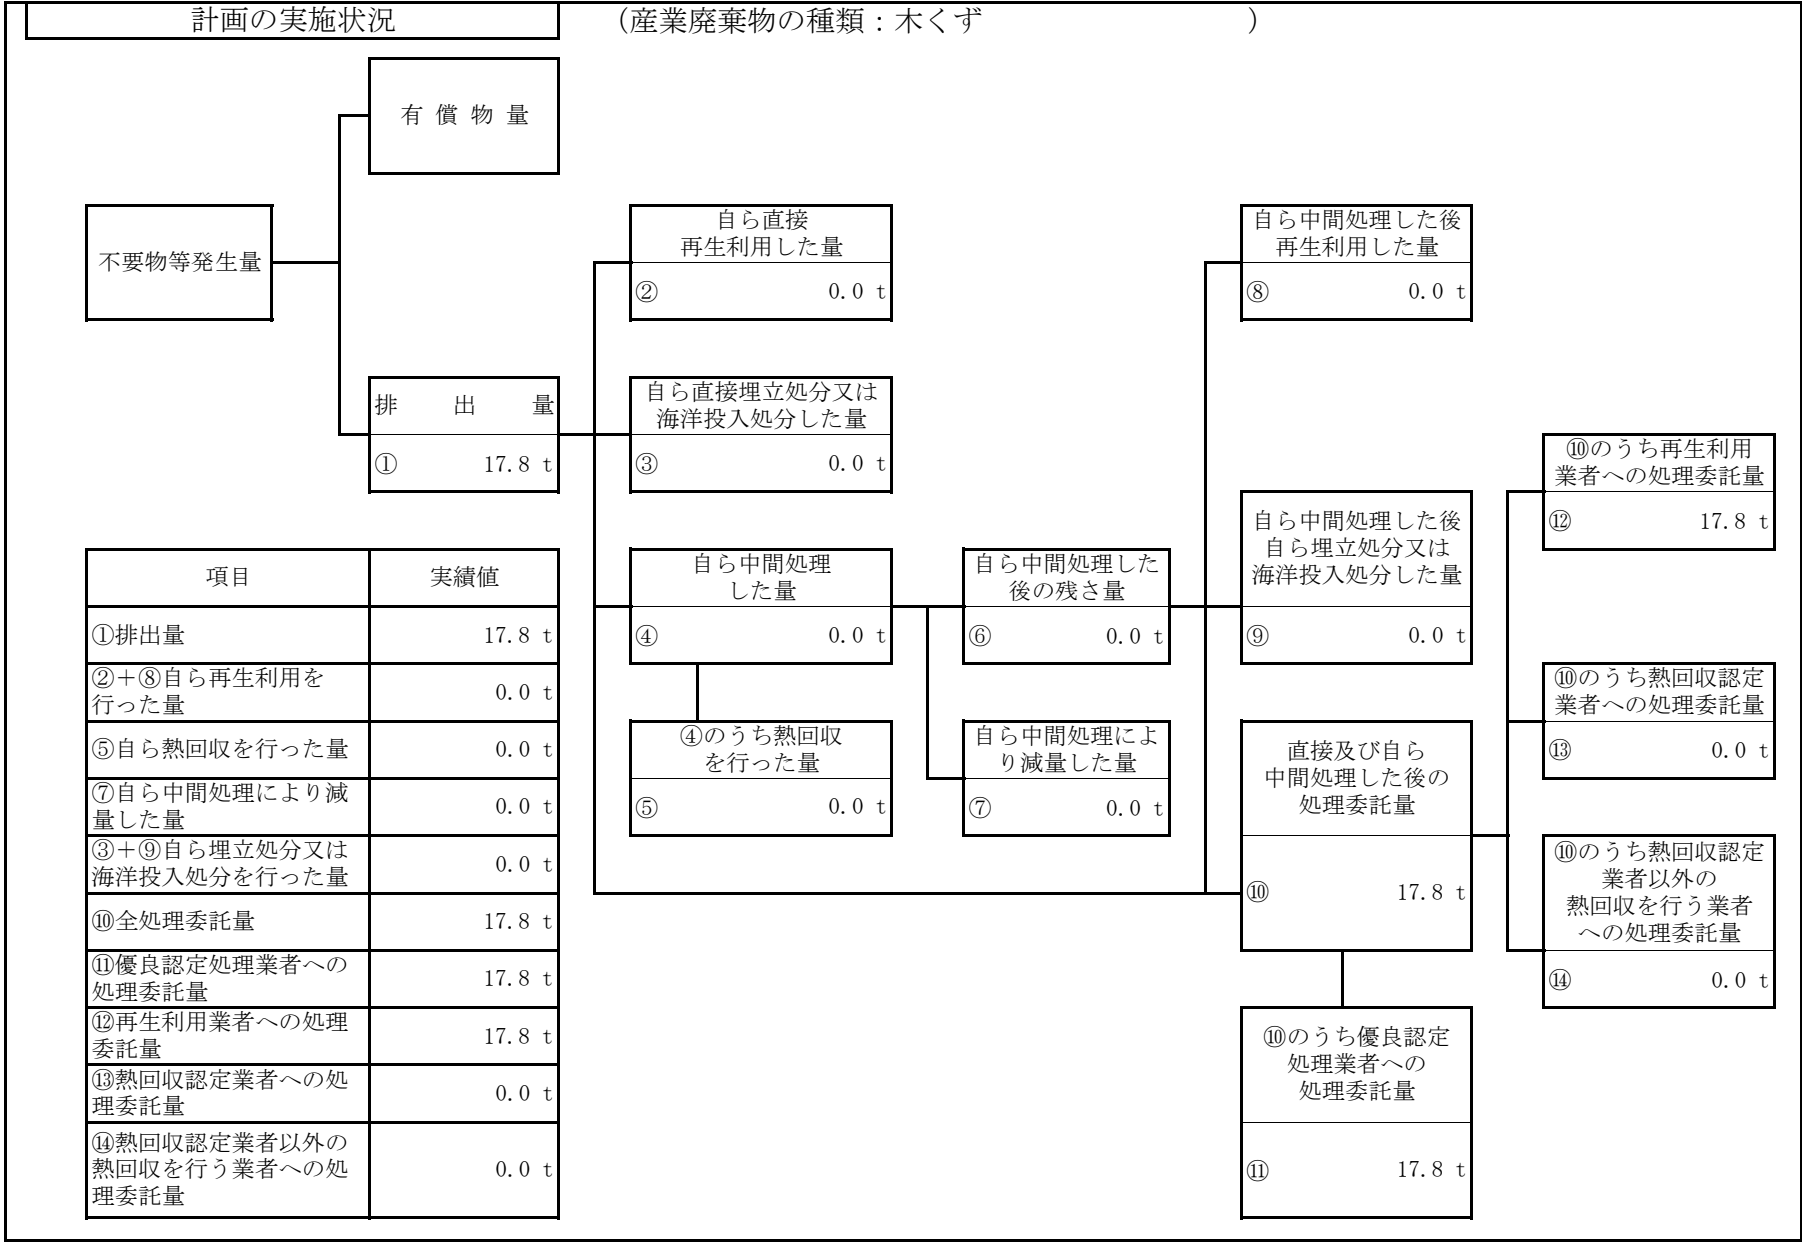 計画の実施状況
（産業廃棄物の種類：木くず　　　　　　　　　　）
有 償 物 量
不要物等発生量
排　出　量
① 17.8 t
自ら直接
再生利用した量
② 0.0 t
自ら直接埋立処分又は
海洋投入処分した量
③ 0.0 t
自ら中間処理
した量
④ 0.0 t
④のうち熱回収
を行った量
⑤ 0.0 t
自ら中間処理した
後の残さ量
⑥ 0.0 t
自ら中間処理によ
り減量した量
⑦ 0.0 t
自ら中間処理した後
再生利用した量
⑧ 0.0 t
自ら中間処理した後
自ら埋立処分又は
海洋投入処分した量
⑨ 0.0 t
直接及び自ら
中間処理した後の
処理委託量
⑩ 17.8 t
⑩のうち優良認定
処理業者への
処理委託量
⑪ 17.8 t
⑩のうち再生利用
業者への処理委託量
⑫ 17.8 t
⑩のうち熱回収認定
業者への処理委託量
⑬ 0.0 t
⑩のうち熱回収認定
業者以外の
熱回収を行う業者
への処理委託量
⑭ 0.0 t
項目 実績値
①排出量 17.8 t
②＋⑧自ら再生利用を
行った量 0.0 t
⑤自ら熱回収を行った量 0.0 t
⑦自ら中間処理により減
量した量 0.0 t
③＋⑨自ら埋立処分又は
海洋投入処分を行った量 0.0 t
⑩全処理委託量 17.8 t
⑪優良認定処理業者への
処理委託量 17.8 t
⑫再生利用業者への処理
委託量 17.8 t
⑬熱回収認定業者への処
理委託量 0.0 t
⑭熱回収認定業者以外の
熱回収を行う業者への処
理委託量 0.0 t